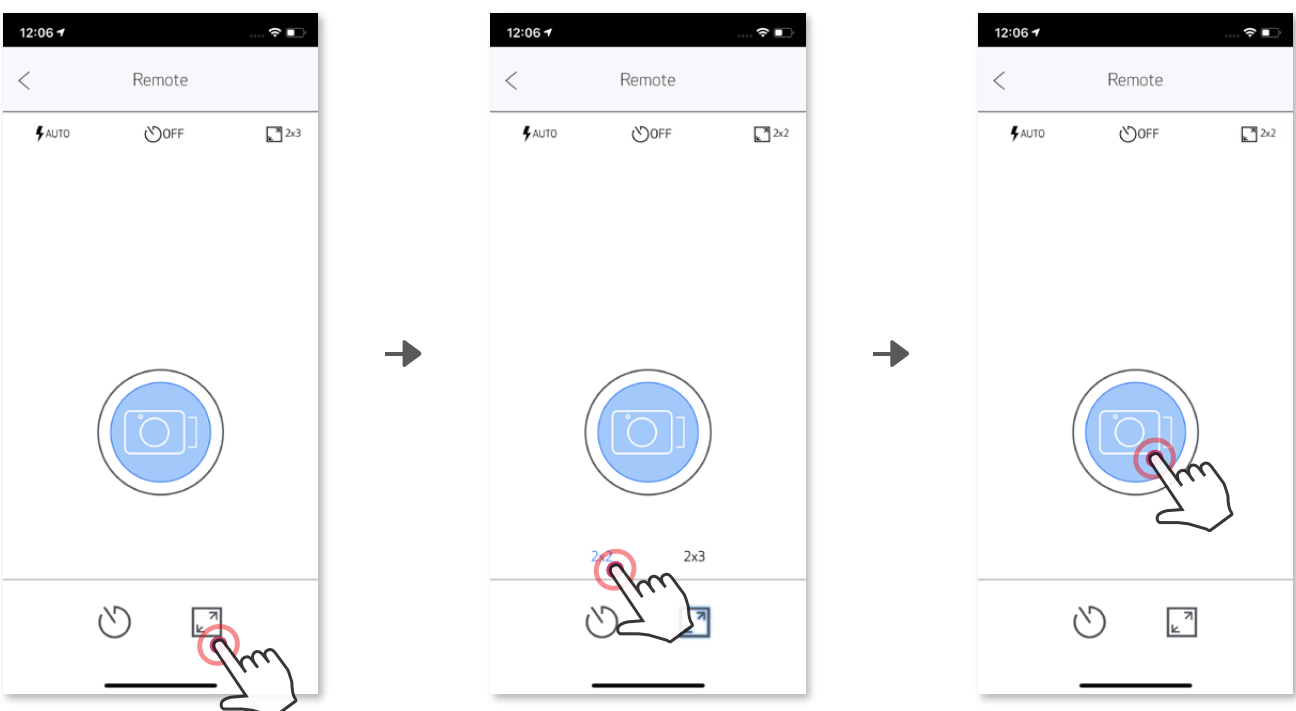 12:06
Remote
AUTO OFF 2x3
12:06
Remote
AUTO OFF 2x2
2x2 2x3
12:06
Remote
AUTO OFF 2x2